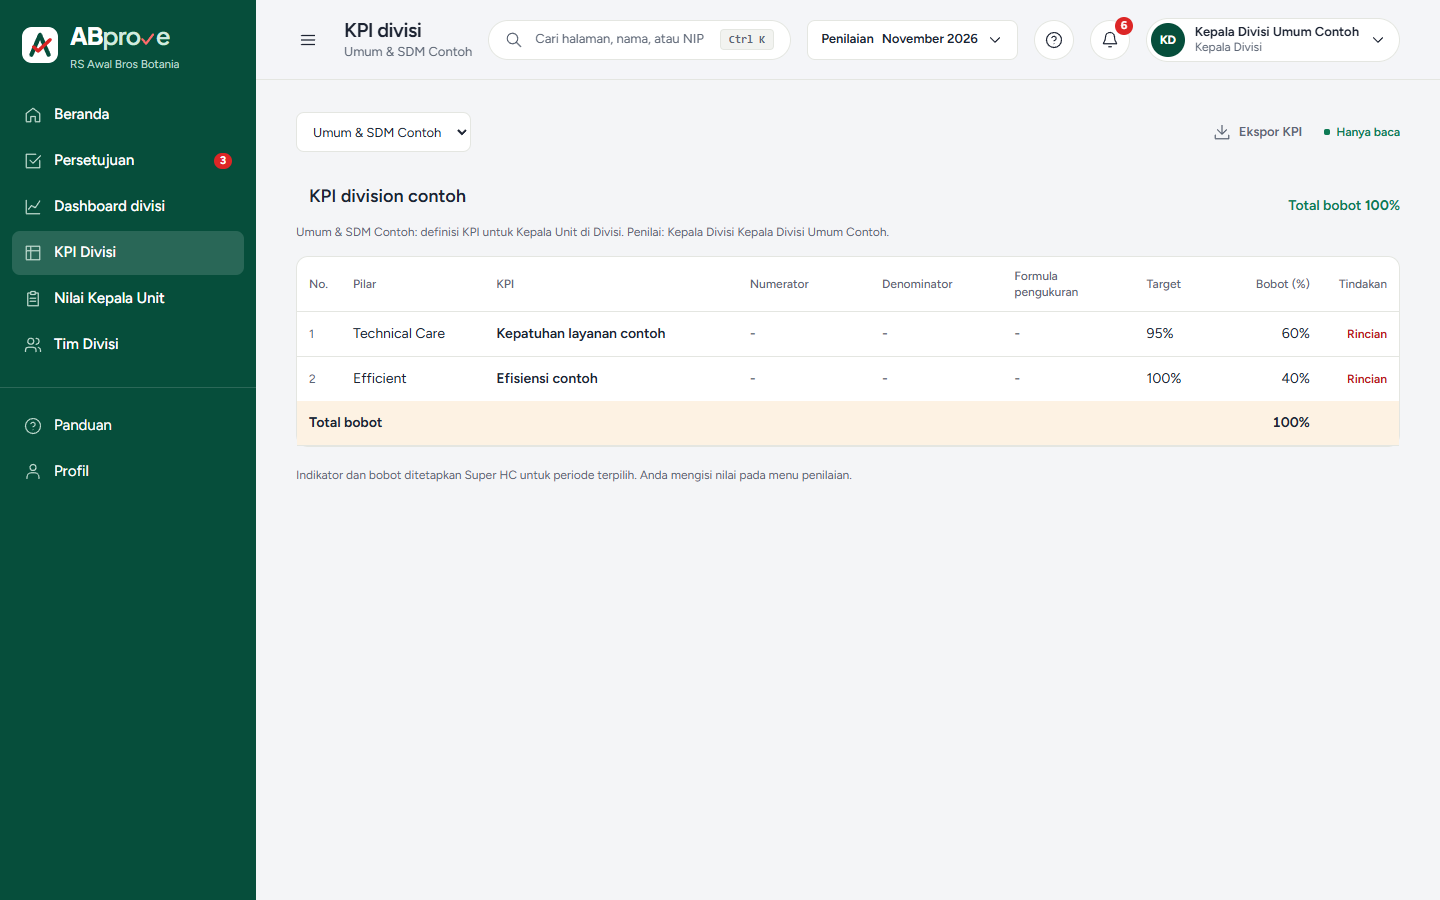 ABprove
RS Awal Bros Botania
Beranda
Persetujuan 3
Dashboard divisi
KPI Divisi
Nilai Kepala Unit
Tim Divisi
Panduan
Profil
KPI divisi
Umum & SDM Contoh
Cari halaman, nama, atau NIP Ctrl K
Penilaian November 2026
6
KD
Kepala Divisi Umum Contoh
Kepala Divisi
Umum & SDM Contoh
Ekspor KPI
Hanya baca
KPI division contoh
Total bobot 100%
Umum & SDM Contoh: definisi KPI untuk Kepala Unit di Divisi. Penilai: Kepala Divisi Kepala Divisi Umum Contoh.
No. Pilar KPI Numerator Denominator Formula pengukuran Target Bobot (%) Tindakan
1 Technical Care Kepatuhan layanan contoh - - - 95% 60% Rincian
2 Efficient Efisiensi contoh - - - 100% 40% Rincian
Total bobot 100%
Indikator dan bobot ditetapkan Super HC untuk periode terpilih. Anda mengisi nilai pada menu penilaian.